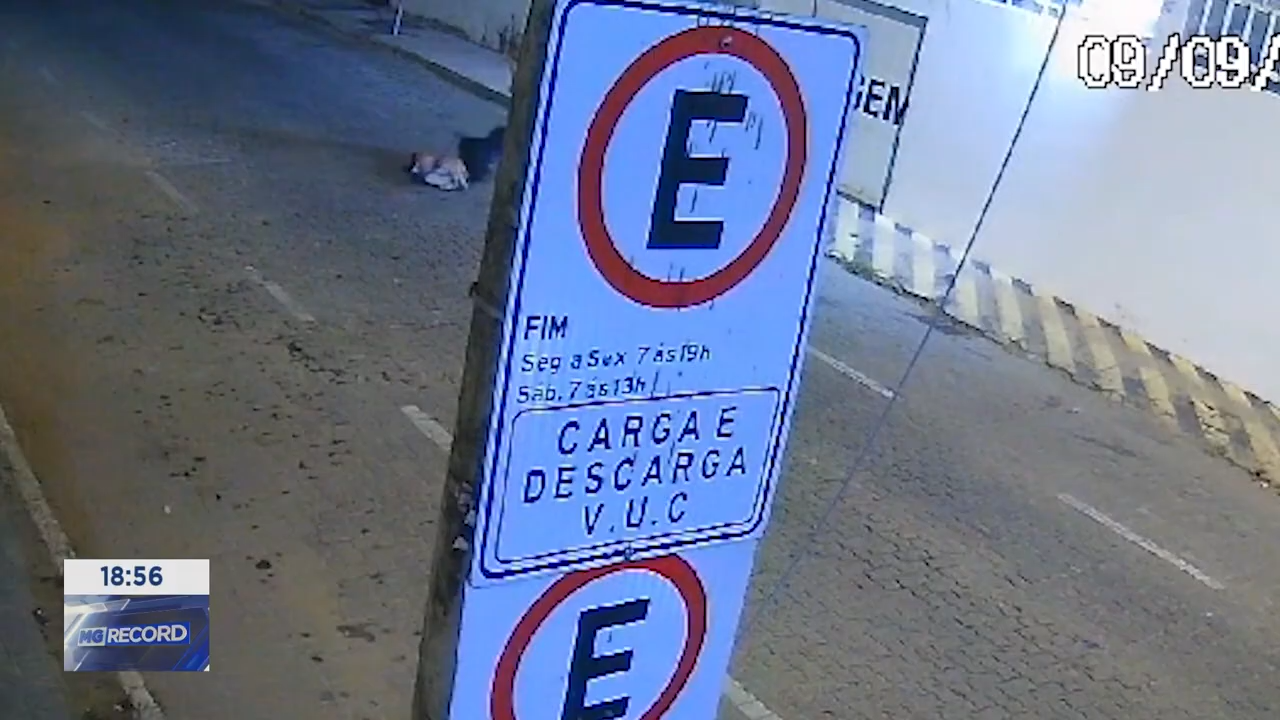 09/09/
GEM
E
FIM
Seg a Sex 7 às 19h
Sáb. 7 às 13h
CARGA E
DESCARGA
V.U.C
E
18:56
MG RECORD